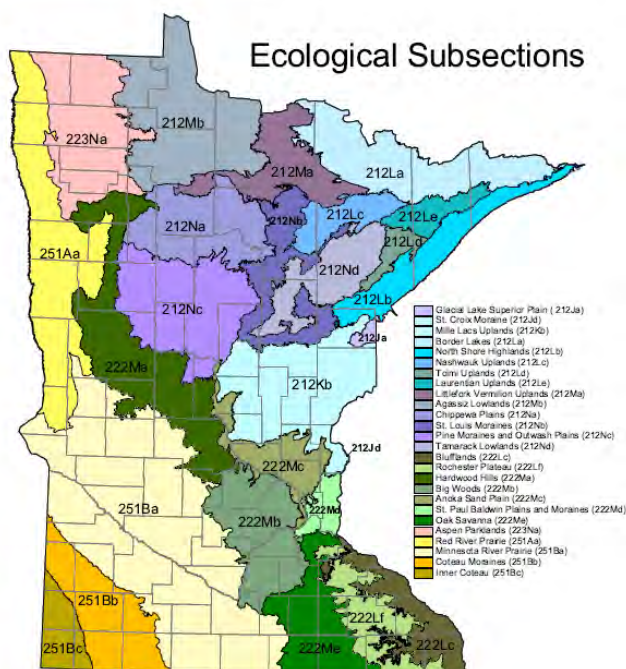 Ecological Subsections
212Mb
223Na
212Ma
212La
212Na
212Nb
212Lc
212Le
212Ld
251Aa
212Nd
212Nc
212Lb
212Ja
222Ma
212Kb
212Jd
222Mc
251Ba
222Mb
222Md
251Bb
222Lf
251Bc
222Me
222Lc
Glacial Lake Superior Plain (212Ja)
St. Croix Moraine (212Jd)
Mille Lacs Uplands (212Kb)
Border Lakes (212La)
North Shore Highlands (212Lb)
Nashwauk Uplands (212Lc)
Toimi Uplands (212Ld)
Laurentian Uplands (212Le)
Littlefork Vermilion Uplands (212Ma)
Agassiz Lowlands (212Mb)
Chippewa Plains (212Na)
St. Louis Moraines (212Nb)
Pine Moraines and Outwash Plains (212Nc)
Tamarack Lowlands (212Nd)
Blufflands (222Lc)
Rochester Plateau (222Lf)
Hardwood Hills (222Ma)
Big Woods (222Mb)
Anoka Sand Plain (222Mc)
St. Paul Baldwin Plains and Moraines (222Md)
Oak Savanna (222Me)
Aspen Parklands (223Na)
Red River Prairie (251Aa)
Minnesota River Prairie (251Ba)
Coteau Moraines (251Bb)
Inner Coteau (251Bc)